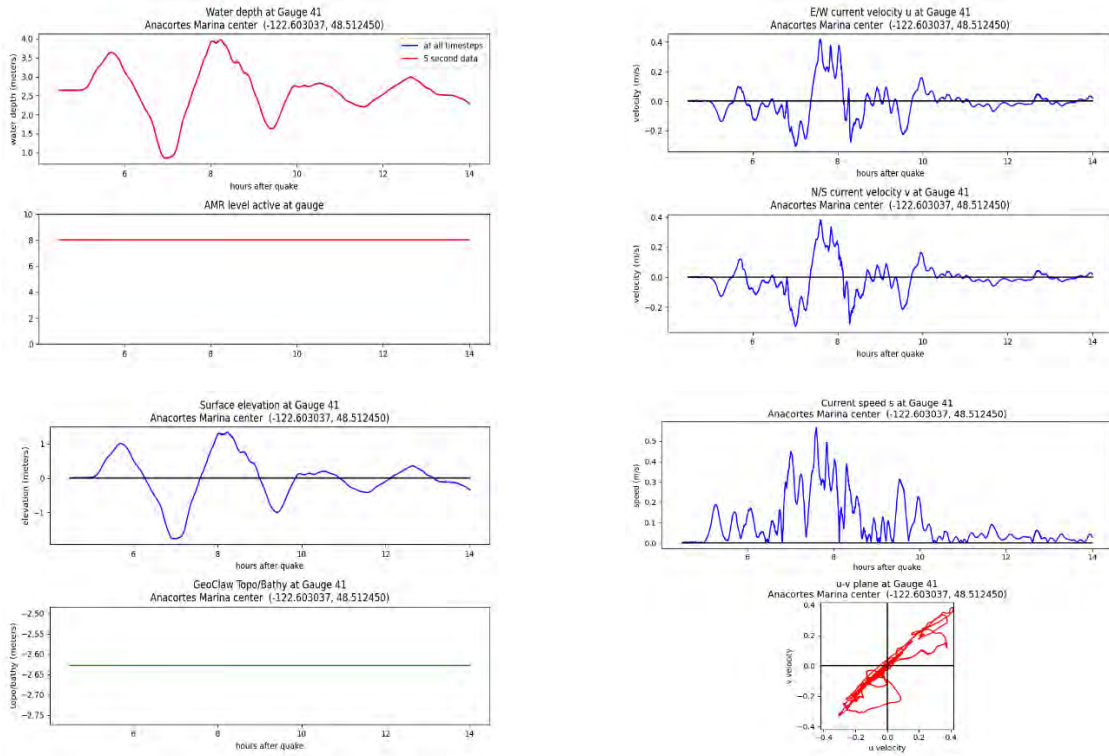 Water depth at Gauge 41
Anacortes Marina center (-122.603037, 48.512450)
4.0
3.5
3.0
2.5
2.0
1.5
1.0
water depth (meters)
at all timesteps
5 second data
6 8 10 12 14
hours after quake
AMR level active at gauge
10
8
6
4
2
0
6 8 10 12 14
Surface elevation at Gauge 41
Anacortes Marina center (-122.603037, 48.512450)
1
0
−1
elevation (meters)
6 8 10 12 14
hours after quake
GeoClaw Topo/Bathy at Gauge 41
Anacortes Marina center (-122.603037, 48.512450)
−2.50
−2.55
−2.60
−2.65
−2.70
−2.75
topo/bathy (meters)
6 8 10 12 14
hours after quake
E/W current velocity u at Gauge 41
Anacortes Marina center (-122.603037, 48.512450)
0.4
0.2
0.0
−0.2
velocity (m/s)
6 8 10 12 14
hours after quake
N/S current velocity v at Gauge 41
Anacortes Marina center (-122.603037, 48.512450)
0.4
0.2
0.0
−0.2
velocity (m/s)
6 8 10 12 14
hours after quake
Current speed s at Gauge 41
Anacortes Marina center (-122.603037, 48.512450)
0.5
0.4
0.3
0.2
0.1
0.0
speed (m/s)
6 8 10 12 14
hours after quake
u-v plane at Gauge 41
Anacortes Marina center (-122.603037, 48.512450)
0.4
0.2
0.0
−0.2
−0.4
v velocity
−0.4 −0.2 0.0 0.2 0.4
u velocity